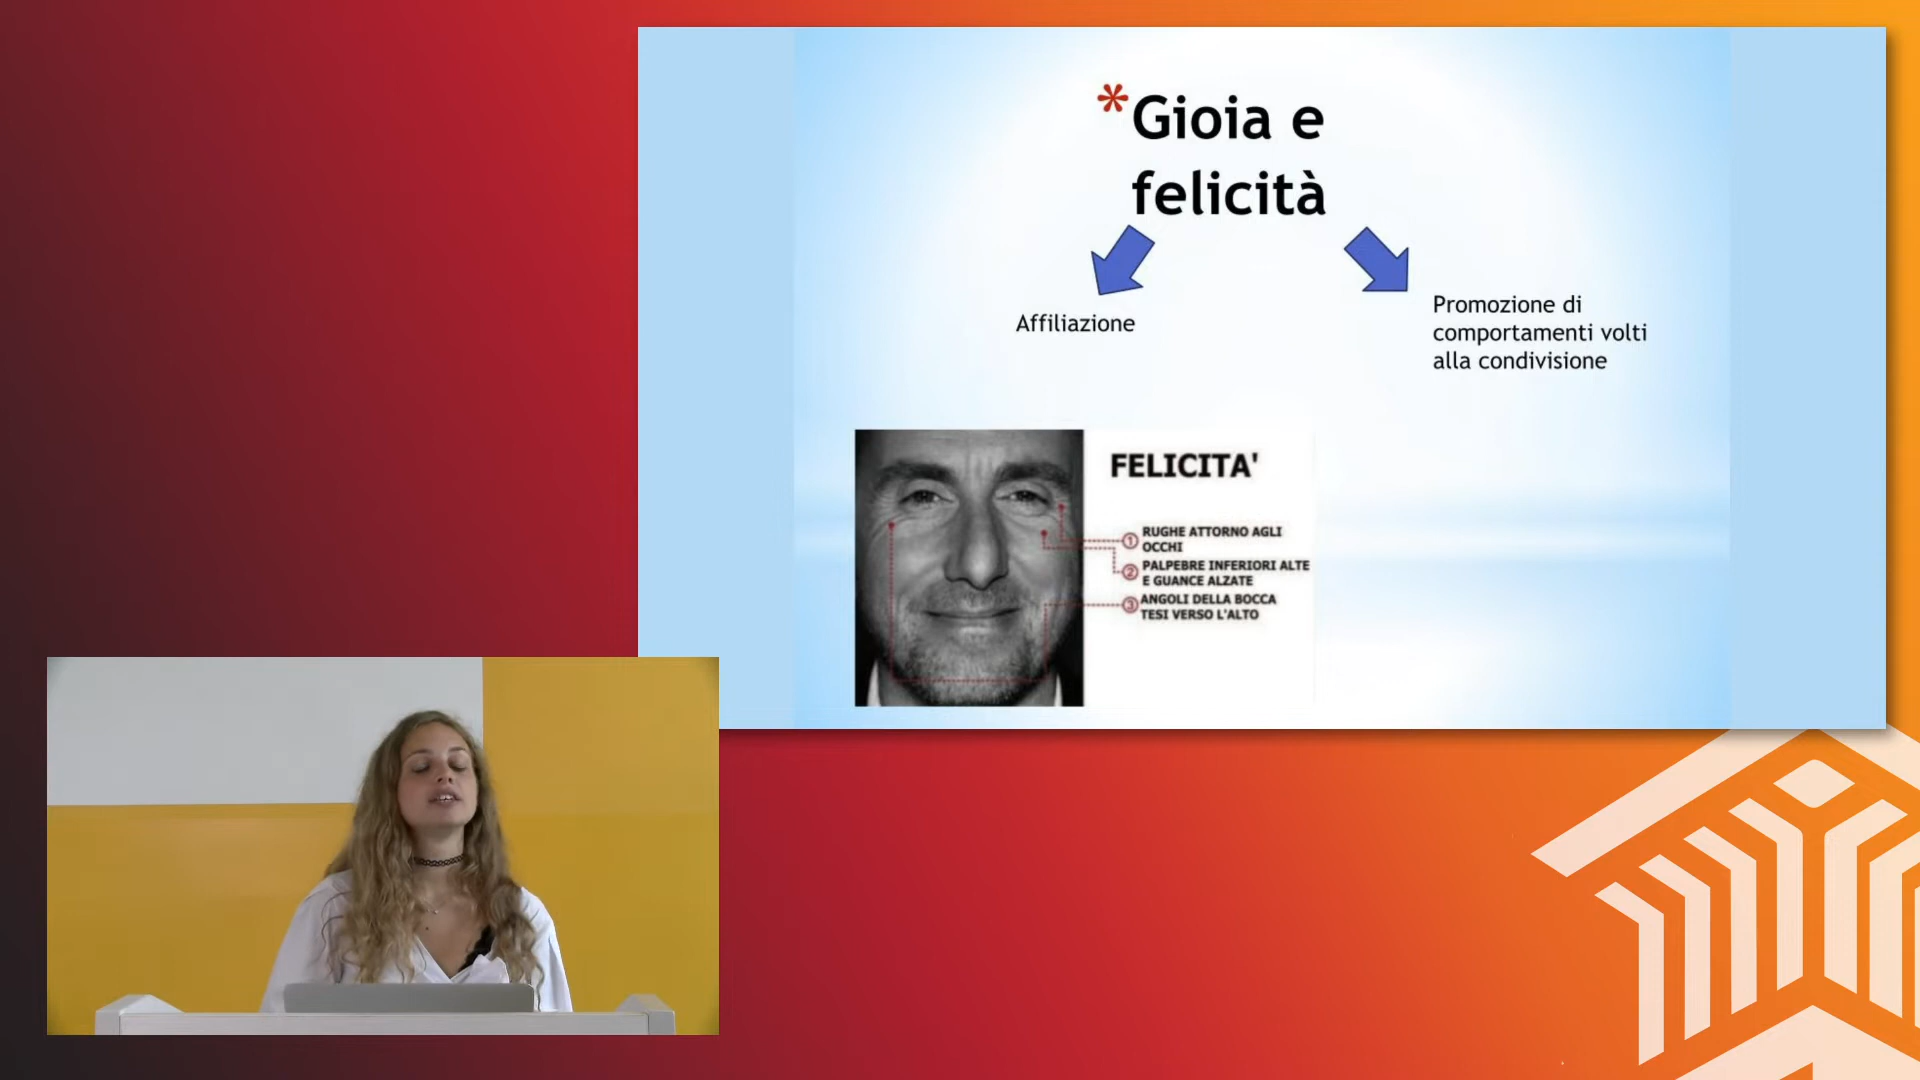 *Gioia e
felicità
Affiliazione
Promozione di
comportamenti volti
alla condivisione
FELICITA'
1 RUGHE ATTORNO AGLI
OCCHI
2 PALPEBRE INFERIORI ALTE
E GUANCE ALZATE
3 ANGOLI DELLA BOCCA
TESI VERSO L'ALTO